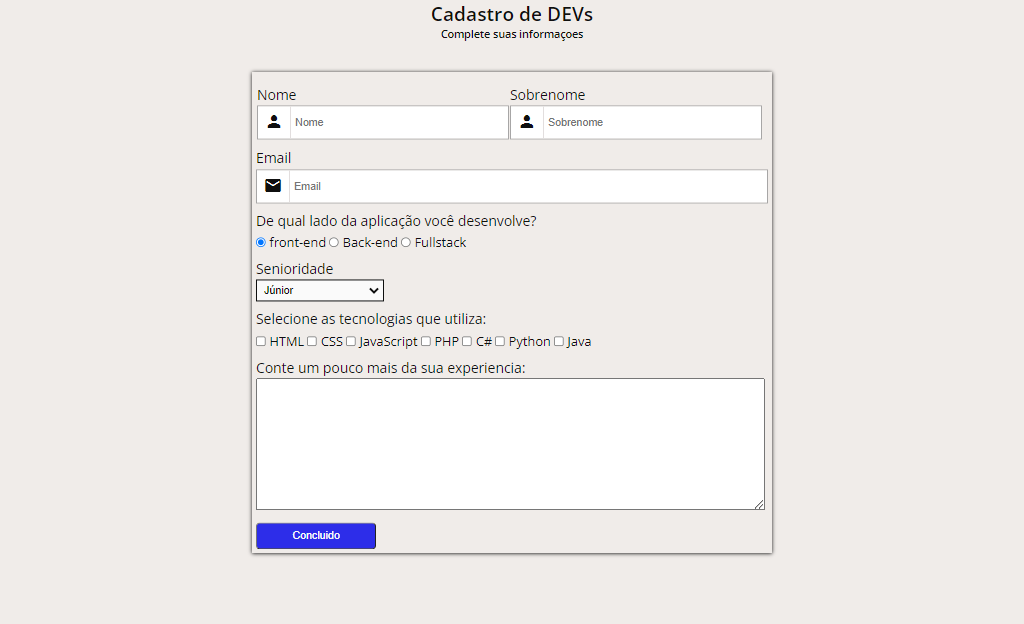 Cadastro de DEVs
Complete suas informaçoes
Nome Sobrenome
Nome Sobrenome
Email
Email
De qual lado da aplicação você desenvolve?
front-end Back-end Fullstack
Senioridade
Júnior
Selecione as tecnologias que utiliza:
HTML CSS JavaScript PHP C# Python Java
Conte um pouco mais da sua experiencia:
Concluido